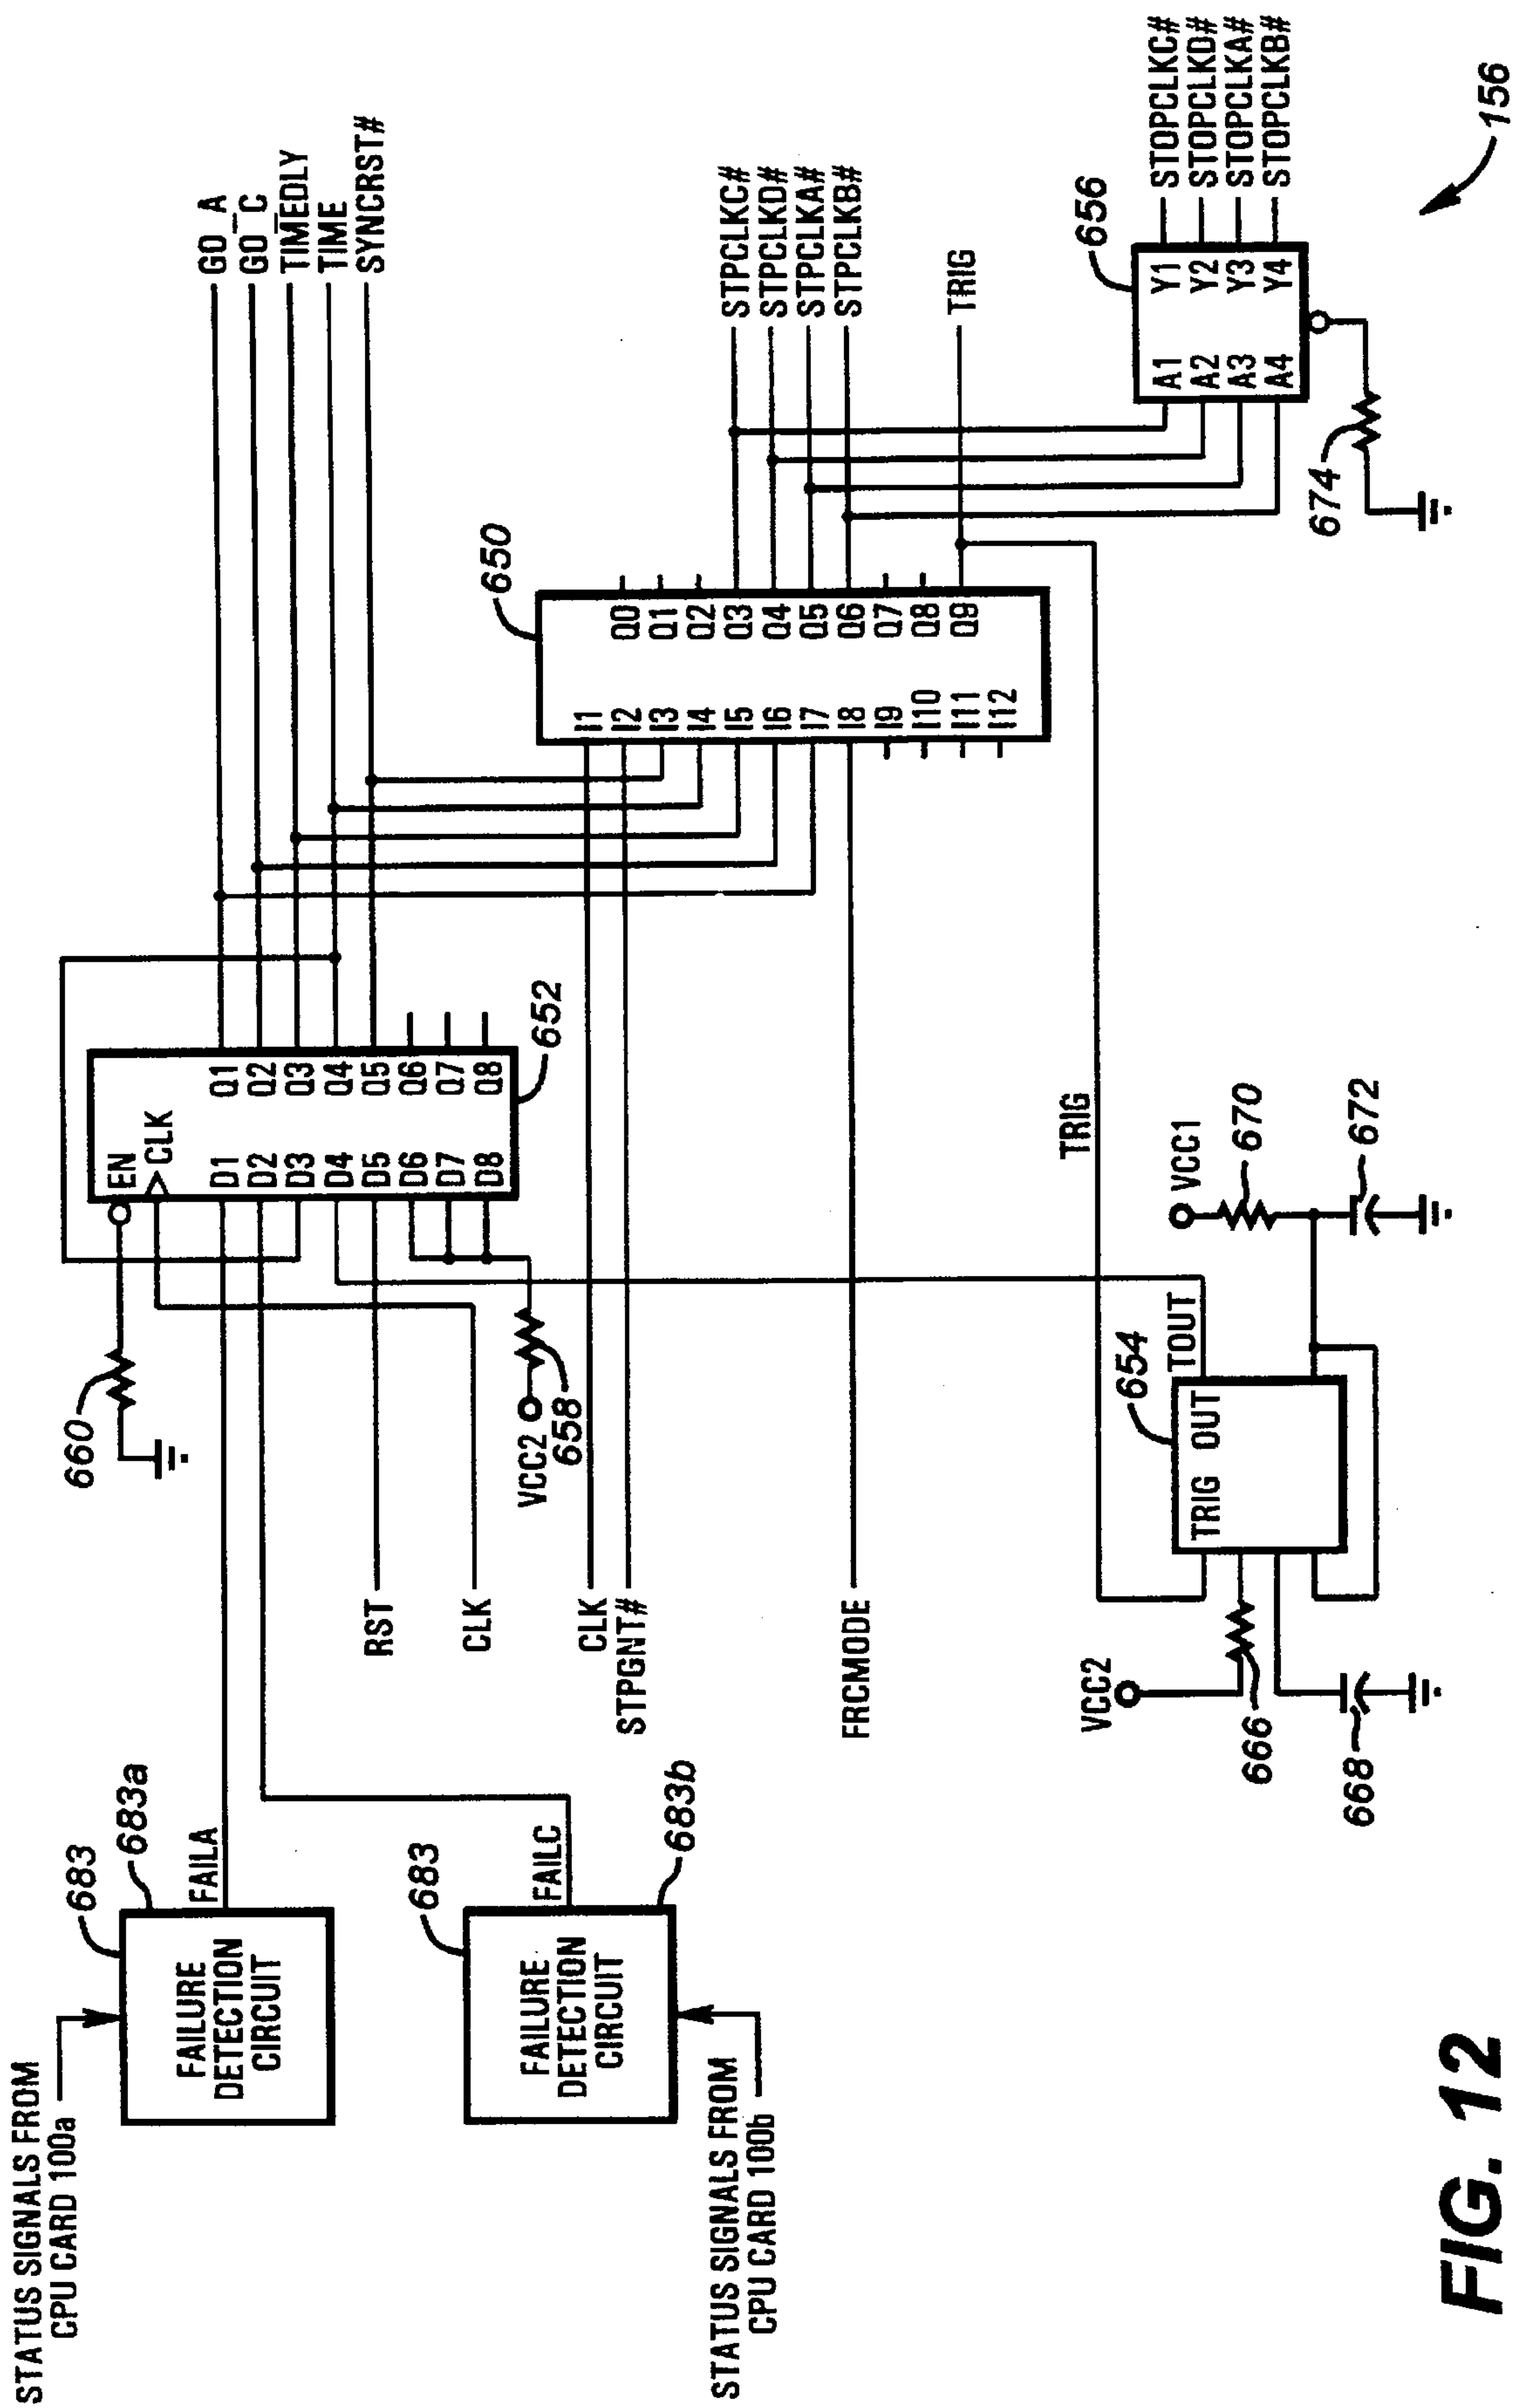 STATUS SIGNALS FROM
CPU CARD 100a
683
683a
FAILURE
DETECTION
CIRCUIT
FAILA
STATUS SIGNALS FROM
CPU CARD 100b
683
683b
FAILURE
DETECTION
CIRCUIT
FAILC
660
RST
CLK
VCC2
658
CLK
STPGNT#
FRCMODE
EN
CLK
D1 Q1
D2 Q2
D3 Q3
D4 Q4
D5 Q5
D6 Q6
D7 Q7
D8 Q8
652
GO_A
GO_C
TIMEDLY
TIME
SYNCRST#
650
I1
I2 Q0
I3 Q1
I4 Q2
I5 Q3
I6 Q4
I7 Q5
I8 Q6
I9 Q7
I10 Q8
I11 Q9
I12
STPCLKC#
STPCLKD#
STPCLKA#
STPCLKB#
TRIG
TRIG
VCC2
666
668
654
TRIG OUT
TOUT
VCC1
670
672
656
A1 Y1
A2 Y2
A3 Y3
A4 Y4
674
STOPCLKC#
STOPCLKD#
STOPCLKA#
STOPCLKB#
156
FIG. 12